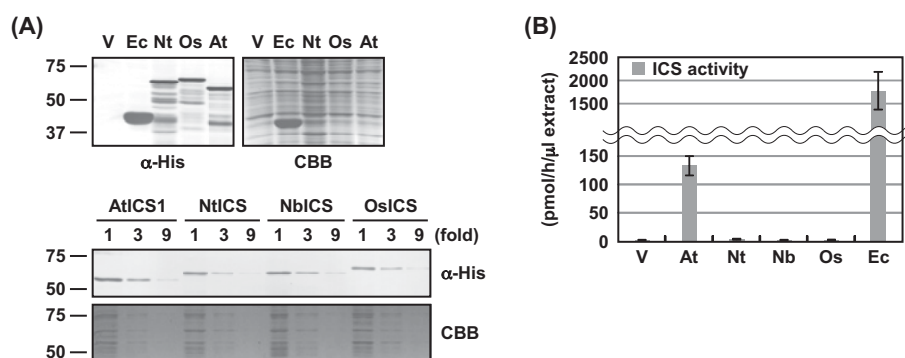 (A)
V Ec Nt Os At
V Ec Nt Os At
75
50
37
α-His
CBB
AtICS1 NtICS NbICS OsICS
1 3 9 1 3 9 1 3 9 1 3 9 (fold)
75
50
α-His
75
50
CBB
(B)
2500
2000
1500
150
100
50
0
(pmol/h/μl extract)
ICS activity
V At Nt Nb Os Ec